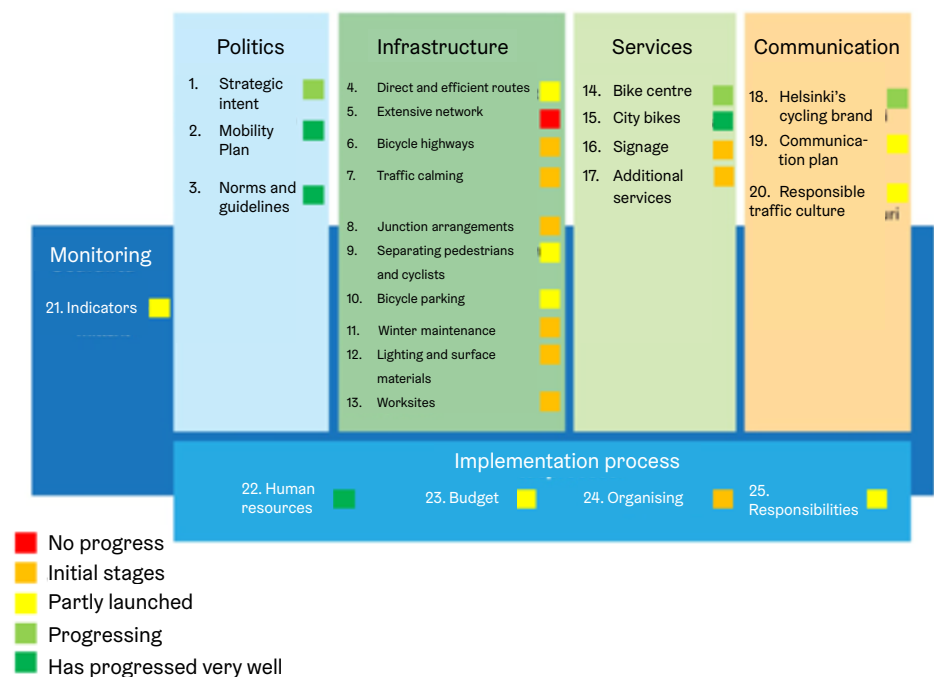 Politics
1. Strategic
intent
2. Mobility
Plan
3. Norms and
guidelines
Infrastructure
4. Direct and efficient routes
5. Extensive network
6. Bicycle highways
7. Traffic calming
8. Junction arrangements
9. Separating pedestrians
and cyclists
10. Bicycle parking
11. Winter maintenance
12. Lighting and surface
materials
13. Worksites
Services
14. Bike centre
15. City bikes
16. Signage
17. Additional
services
Communication
18. Helsinki's
cycling brand
19. Communica-
tion plan
20. Responsible
traffic culture
Monitoring
21. Indicators
Implementation process
22. Human
resources
23. Budget
24. Organising
25.
Responsibilities
No progress
Initial stages
Partly launched
Progressing
Has progressed very well